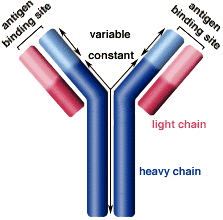 antigen
binding site
variable
constant
antigen
binding site
light chain
heavy chain